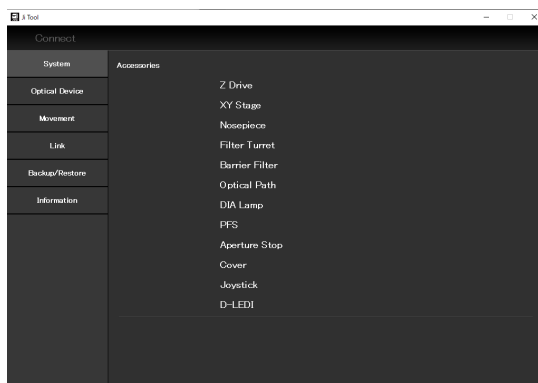 Ji Tool
Connect
System
Optical Device
Movement
Link
Backup/Restore
Information
Accessories
Z Drive
XY Stage
Nosepiece
Filter Turret
Barrier Filter
Optical Path
DIA Lamp
PFS
Aperture Stop
Cover
Joystick
D-LEDI